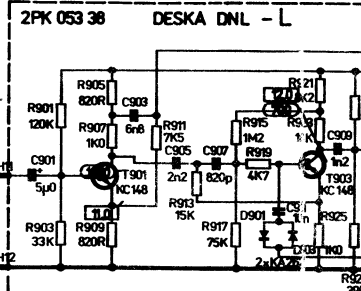 2PK 053 38 DESKA DNL - L
R905
820R
C903
6n8
R901
120K
R907
1K0
R911
7K5
R915
1M2
C909
1n2
C901
5µ0
T901
KC148
C905
2n2
C907
820p
R919
4K7
T903
KC148
R913
15K
11,0
R903
33K
R909
820R
R917
75K
D901
R925
1K0
2xKA26